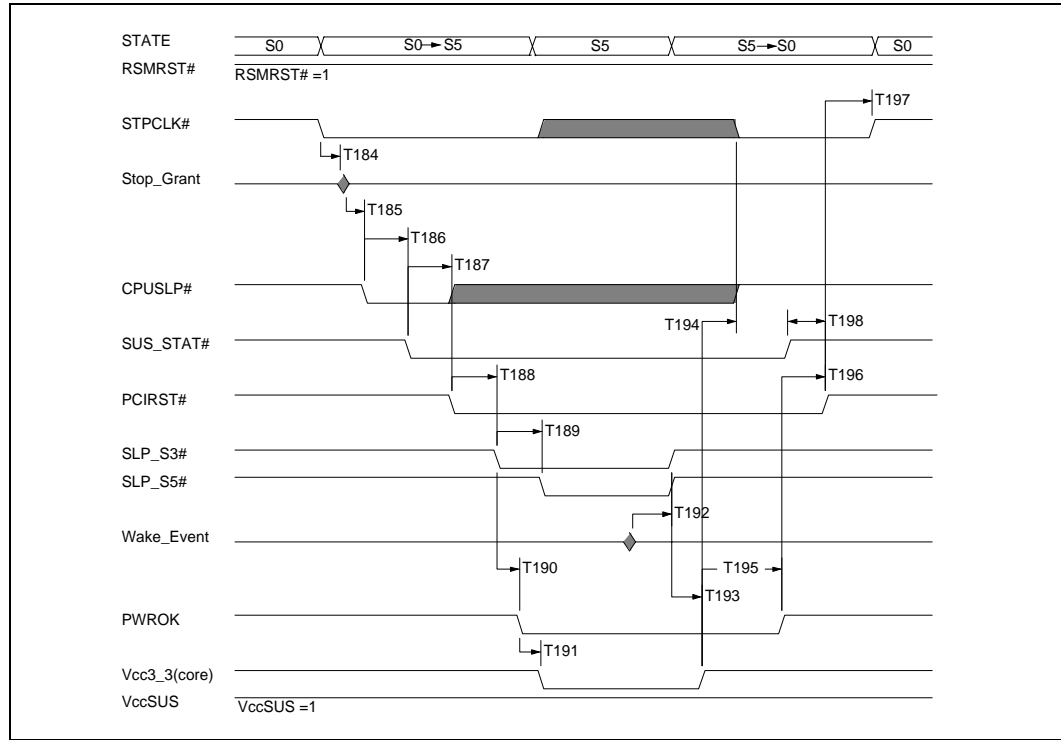 STATE
S0
S0→S5
S5
S5→S0
S0
RSMRST#
RSMRST# =1
T197
STPCLK#
T184
Stop_Grant
T185
T186
T187
CPUSLP#
T194
T198
SUS_STAT#
T188
T196
PCIRST#
T189
SLP_S3#
SLP_S5#
T192
Wake_Event
T190
T195
T193
PWROK
T191
Vcc3_3(core)
VccSUS
VccSUS =1